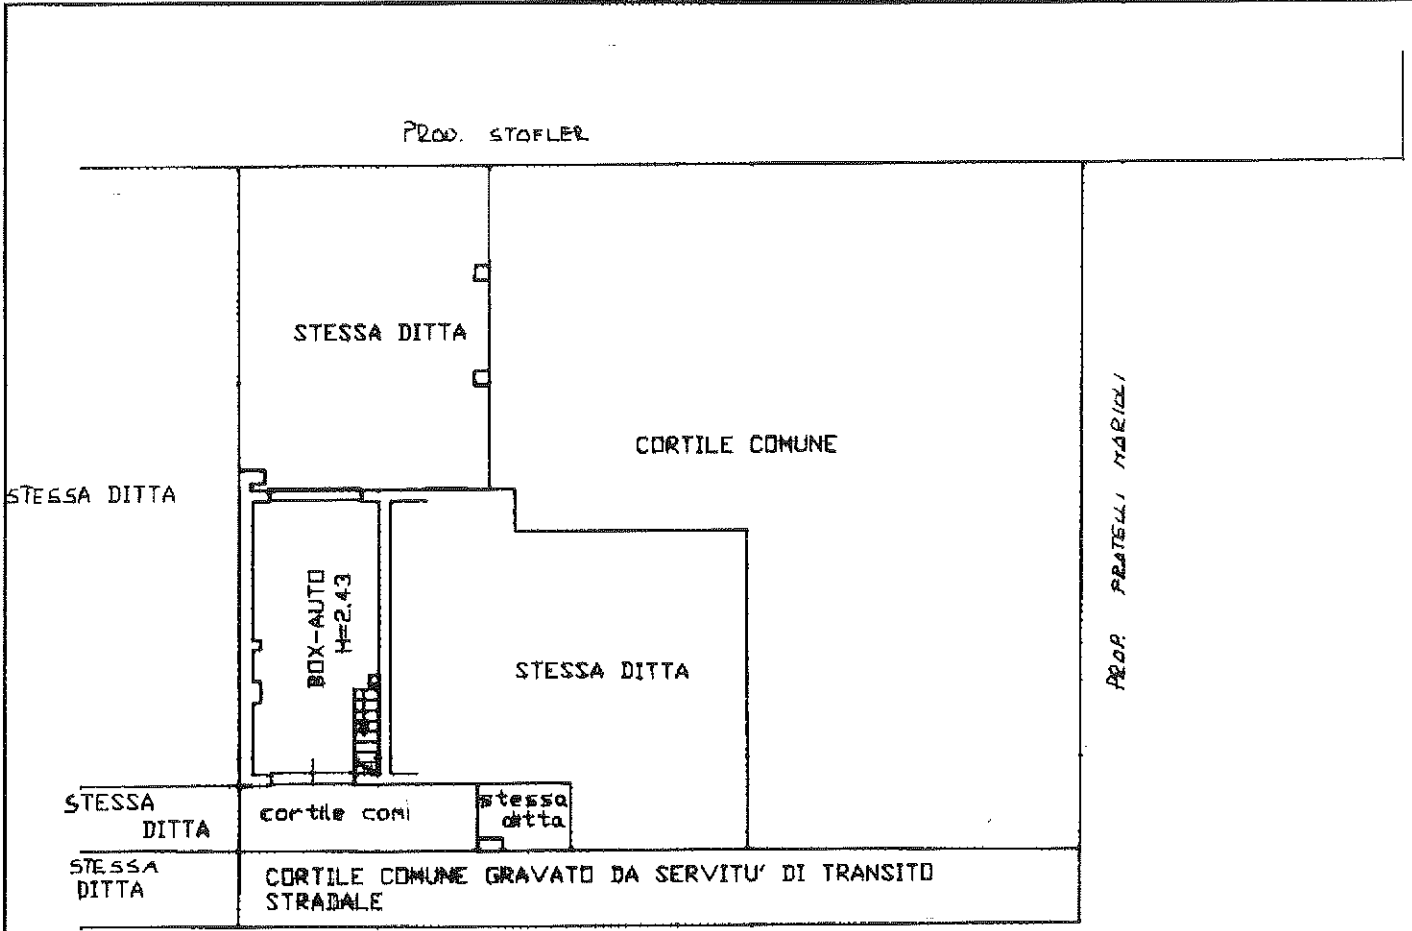 PROD. STOFLER
STESSA DITTA
CORTILE COMUNE
STESSA DITTA
PROP. FRATELLI MARIOLI
BOX-AUTO
H=2.43
STESSA DITTA
STESSA
DITTA
cortile com
stessa
ditta
STESSA
DITTA
CORTILE COMUNE GRAVATO DA SERVITU' DI TRANSITO
STRADALE